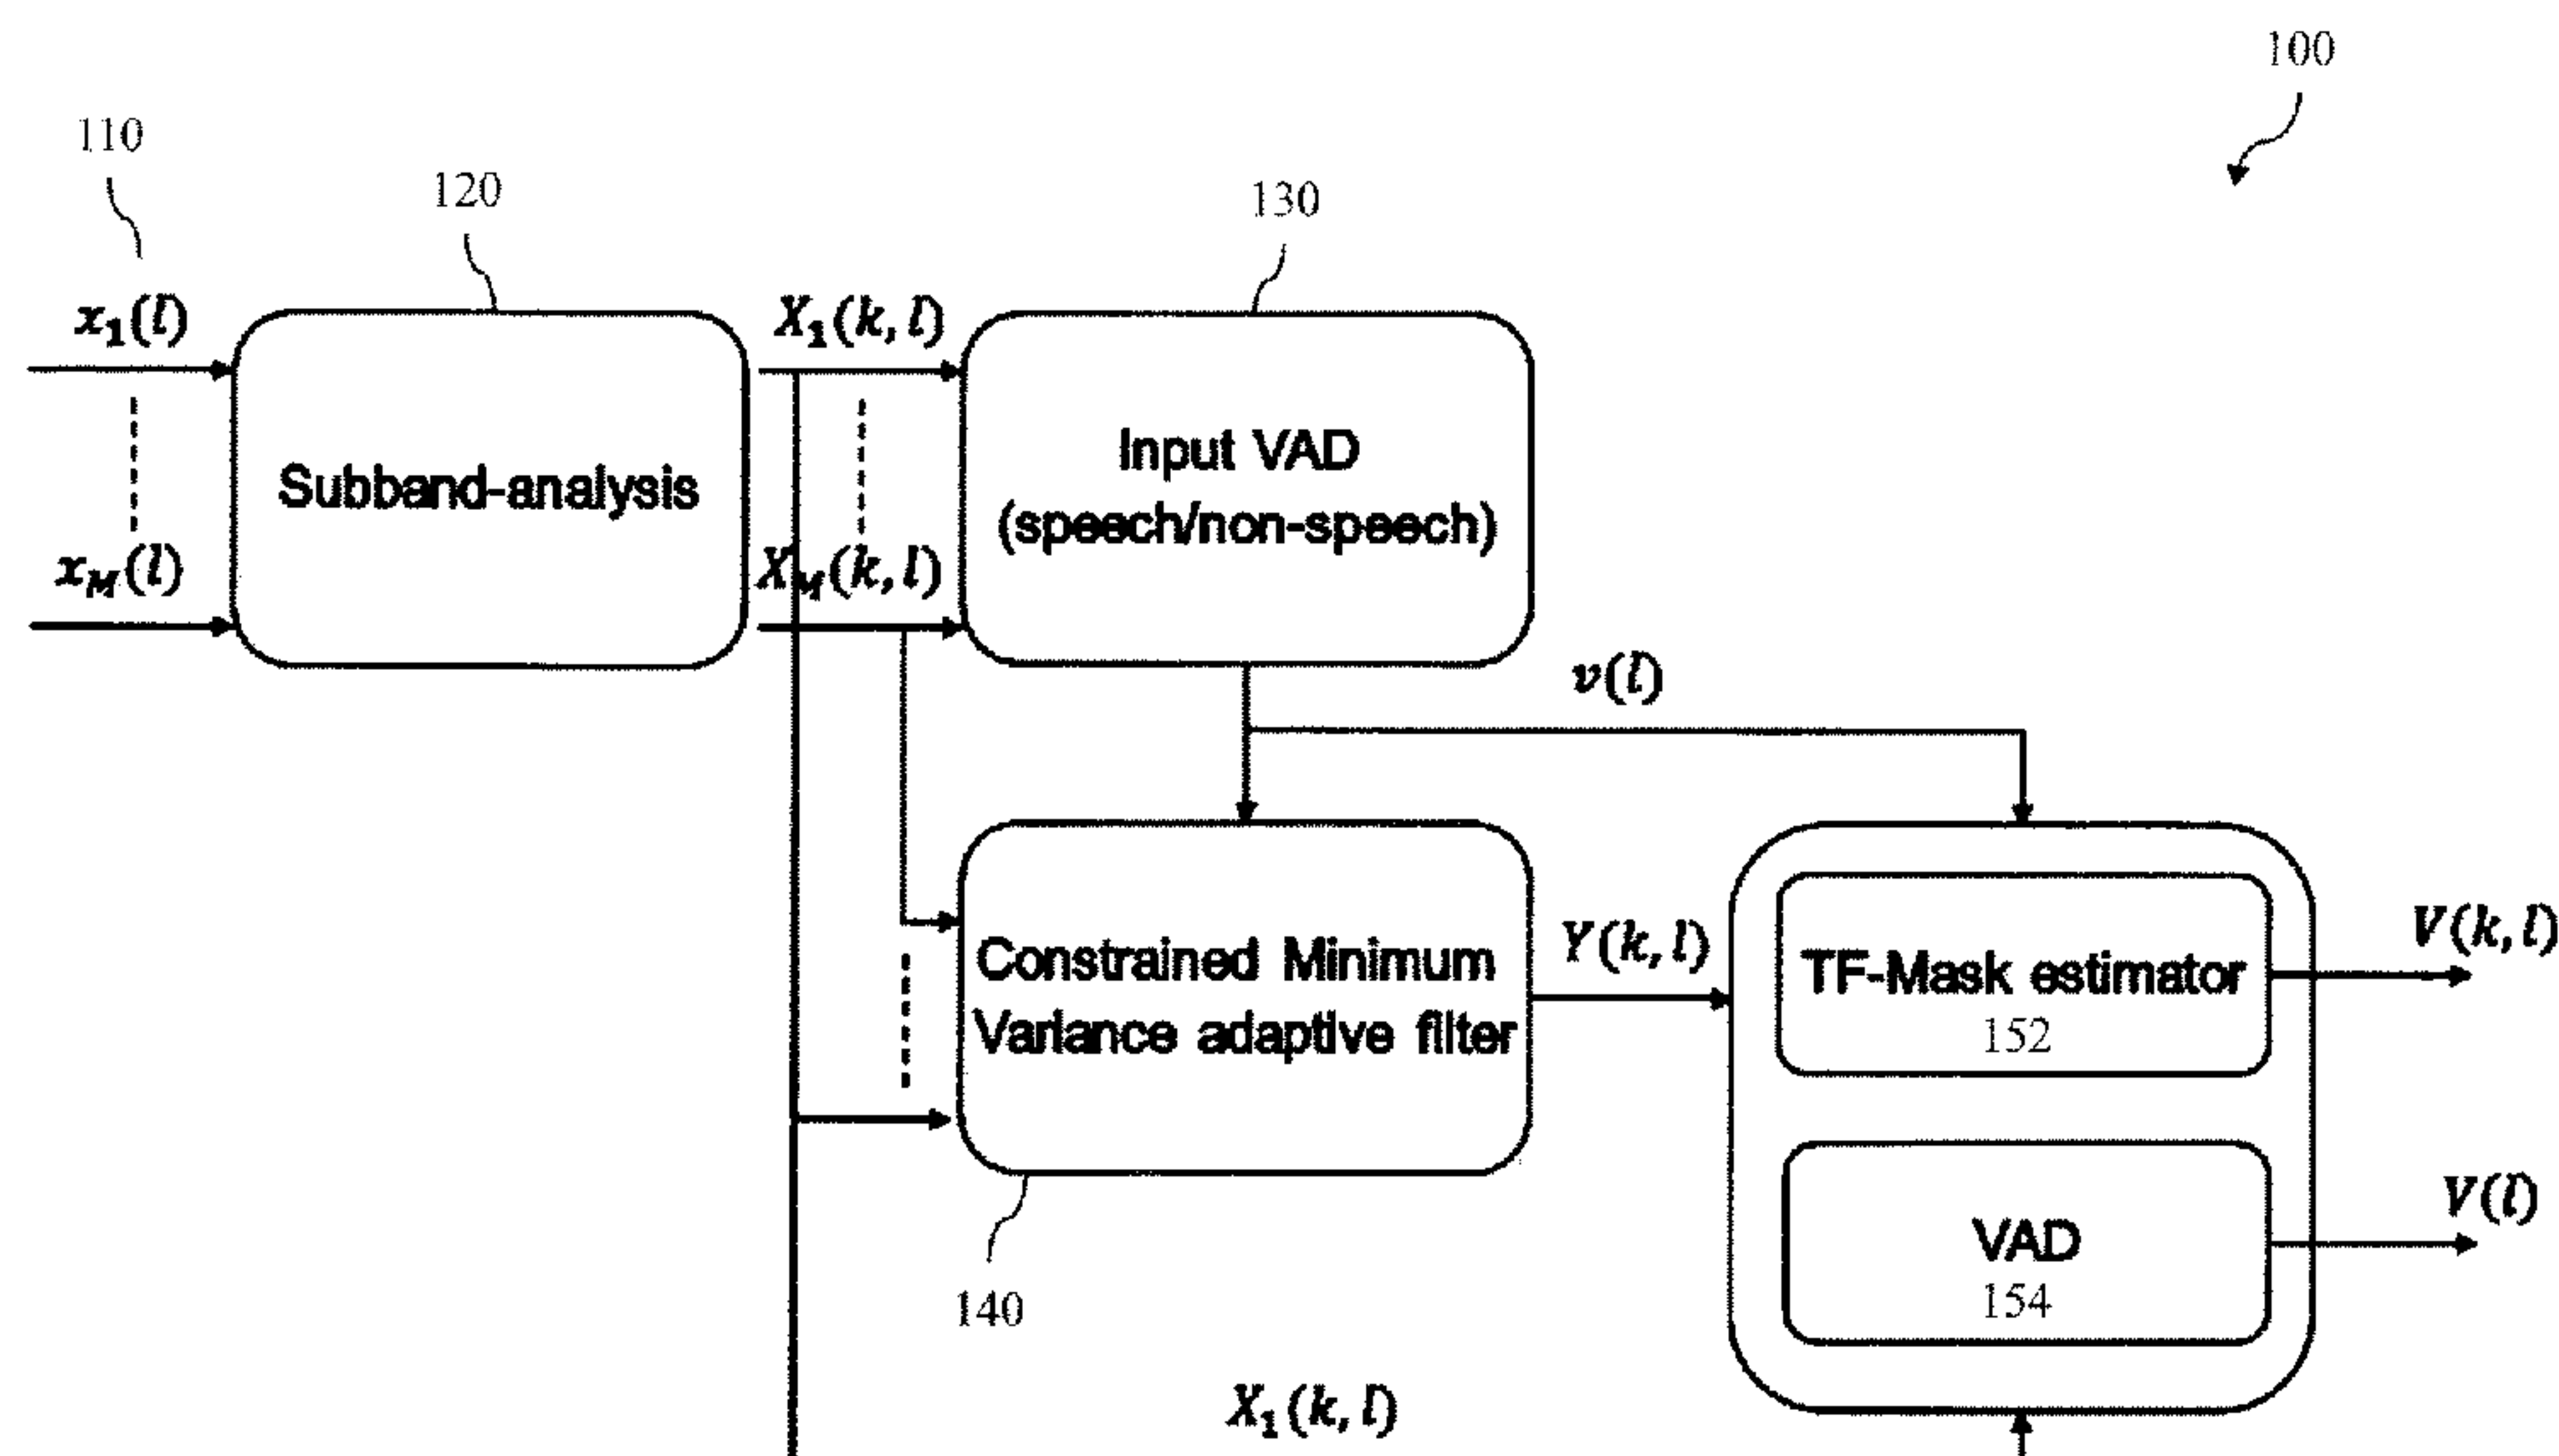 100
110
120
130
x₁(l)
X₁(k, l)
Input VAD
(speech/non-speech)
Subband-analysis
x_M(l)
X_M(k, l)
v(l)
Constrained Minimum
Variance adaptive filter
Y(k, l)
TF-Mask estimator
152
V(k, l)
VAD
154
V(l)
140
X₁(k, l)